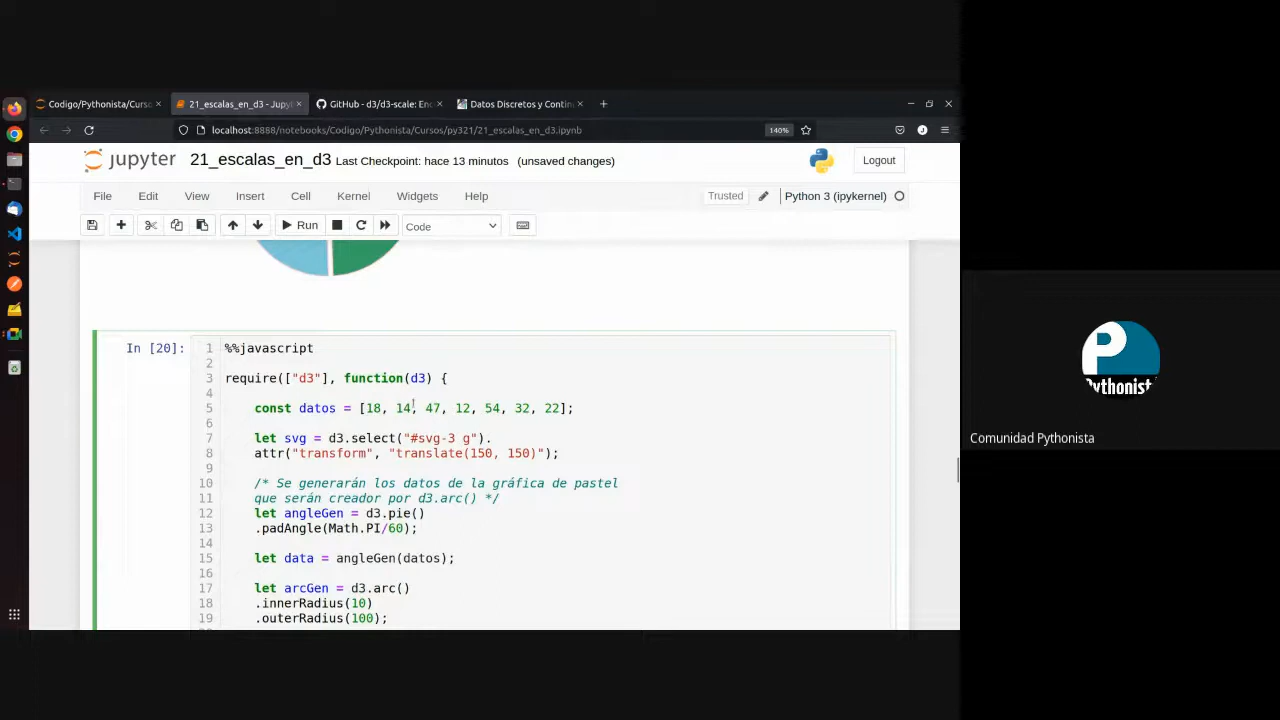 Codigo/Pythonista/Curso
21_escalas_en_d3 - Jupyt
GitHub - d3/d3-scale: Enc
Datos Discretos y Contin
localhost:8888/notebooks/Codigo/Pythonista/Cursos/py321/21_escalas_en_d3.ipynb
140%
jupyter 21_escalas_en_d3 Last Checkpoint: hace 13 minutos (unsaved changes)
Logout
File Edit View Insert Cell Kernel Widgets Help
Trusted
Python 3 (ipykernel)
Run
Code
In [20]:
1 %%javascript
2
3 require(["d3"], function(d3) {
4
5 const datos = [18, 14, 47, 12, 54, 32, 22];
6
7 let svg = d3.select("#svg-3 g").
8 attr("transform", "translate(150, 150)");
9
10 /* Se generarán los datos de la gráfica de pastel
11 que serán creador por d3.arc() */
12 let angleGen = d3.pie()
13 .padAngle(Math.PI/60);
14
15 let data = angleGen(datos);
16
17 let arcGen = d3.arc()
18 .innerRadius(10)
19 .outerRadius(100);
Pythonist
Comunidad Pythonista